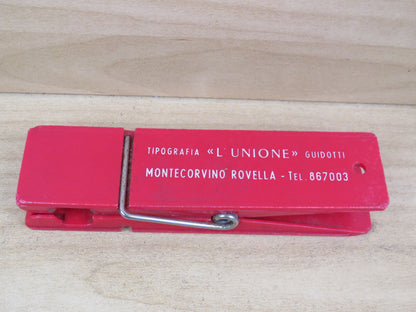 TIPOGRAFIA «L'UNIONE» GUIDOTTI
MONTECORVINO ROVELLA - TEL. 867003